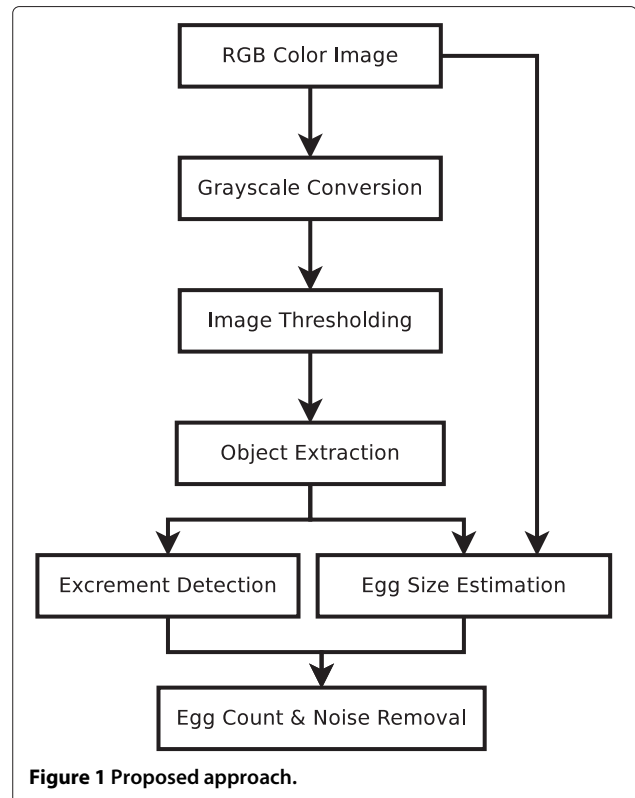 RGB Color Image
Grayscale Conversion
Image Thresholding
Object Extraction
Excrement Detection
Egg Size Estimation
Egg Count & Noise Removal
Figure 1 Proposed approach.